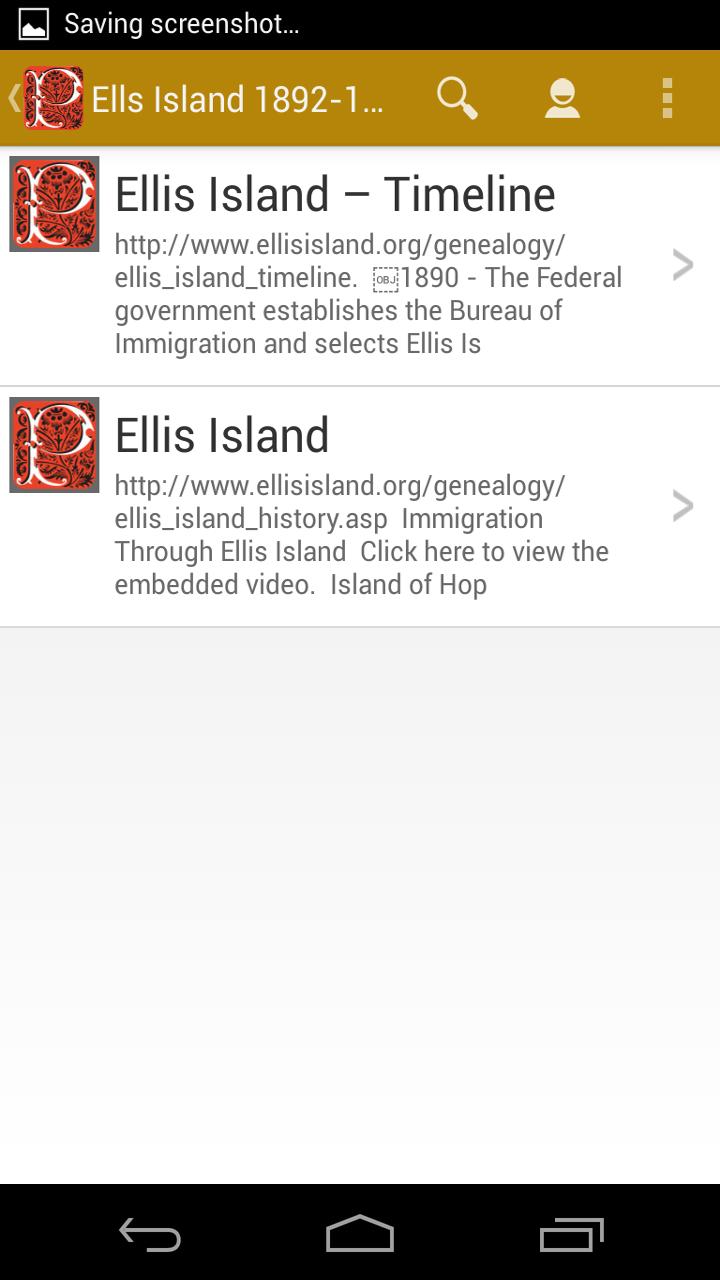 Saving screenshot...
Ells Island 1892-1...
Ellis Island – Timeline
http://www.ellisisland.org/genealogy/
ellis_island_timeline.  ￼1890 - The Federal
government establishes the Bureau of
Immigration and selects Ellis Is
Ellis Island
http://www.ellisisland.org/genealogy/
ellis_island_history.asp  Immigration
Through Ellis Island  Click here to view the
embedded video.  Island of Hop